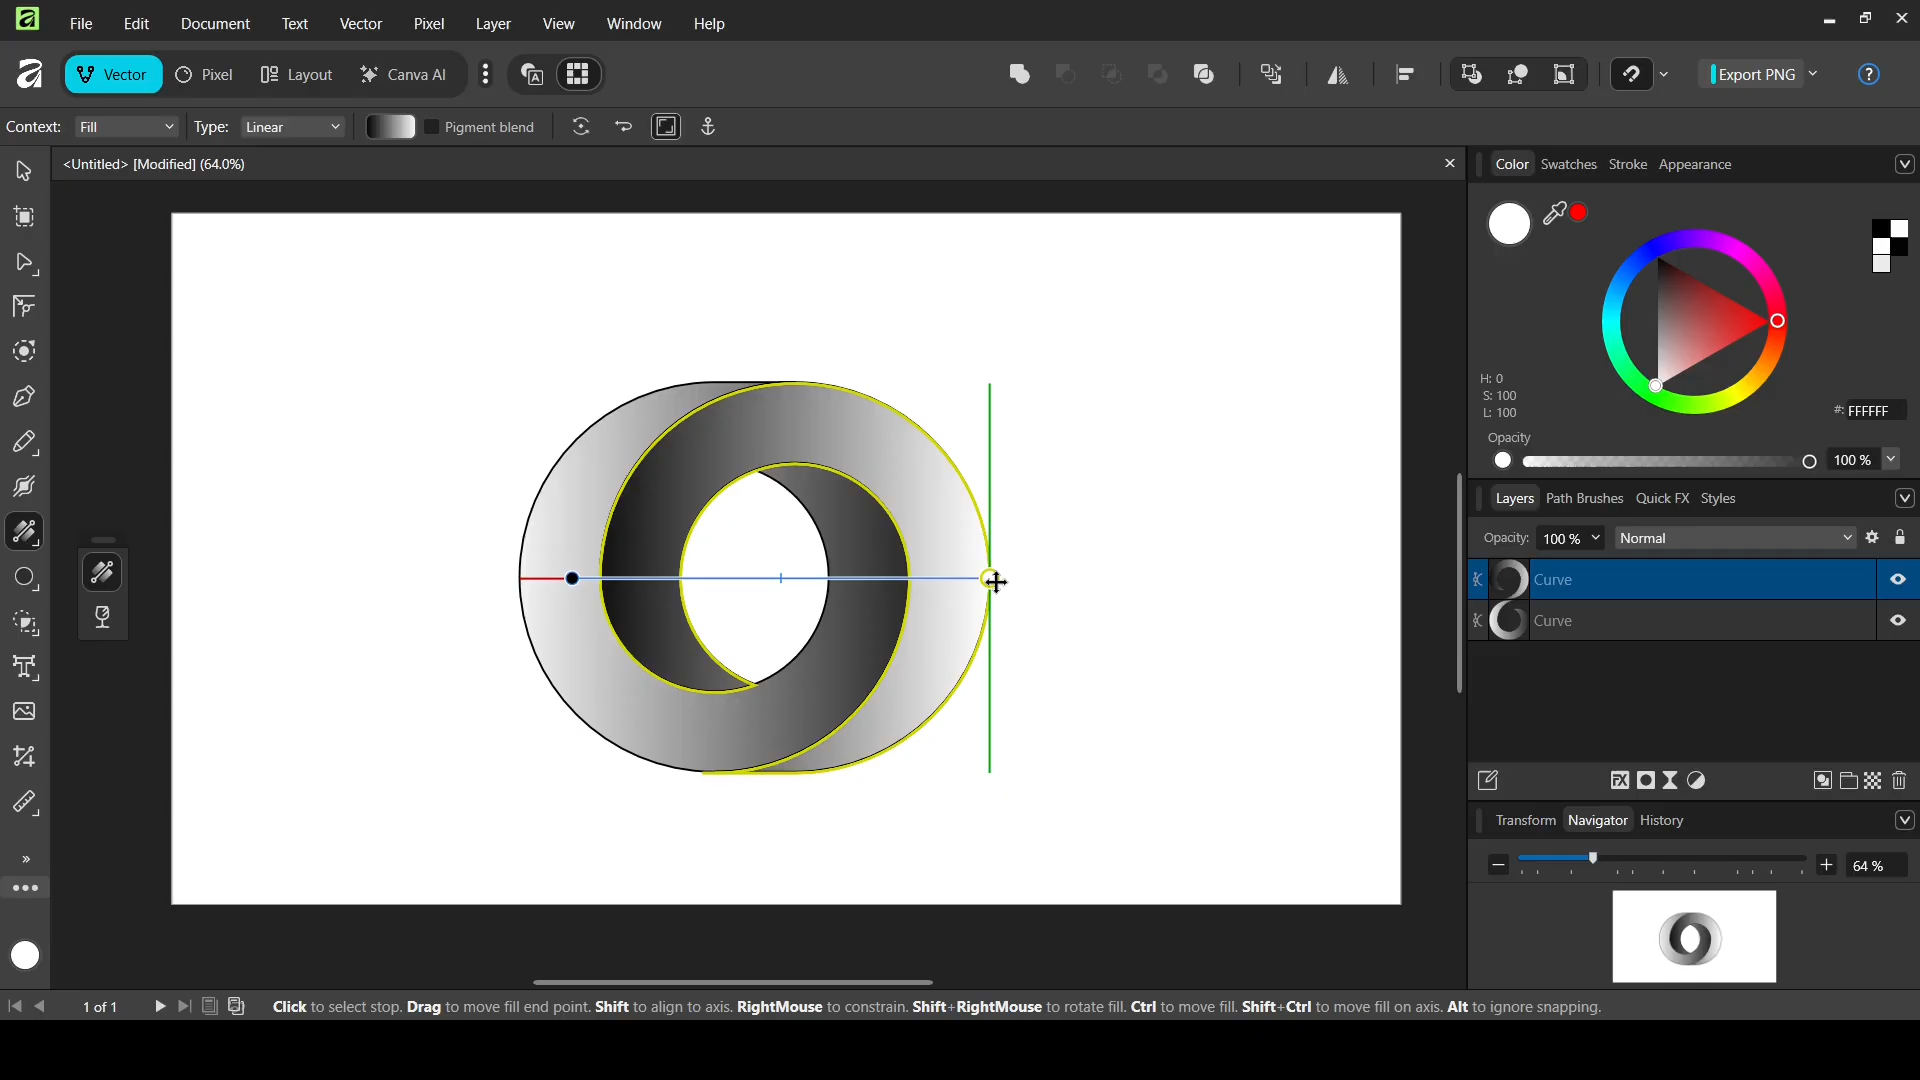 File Edit Document Text Vector Pixel Layer View Window Help
Vector Pixel Layout Canva AI Export PNG ?
Context: Fill Type: Linear Pigment blend
<Untitled> [Modified] (64.0%)
Color Swatches Stroke Appearance
H: 0
S: 100
L: 100
#: FFFFFF
Opacity
100 %
Layers Path Brushes Quick FX Styles
Opacity: 100 % Normal
Curve
Curve
FX
Transform Navigator History
64 %
1 of 1 Click to select stop. Drag to move fill end point. Shift to align to axis. RightMouse to constrain. Shift+RightMouse to rotate fill. Ctrl to move fill. Shift+Ctrl to move fill on axis. Alt to ignore snapping.